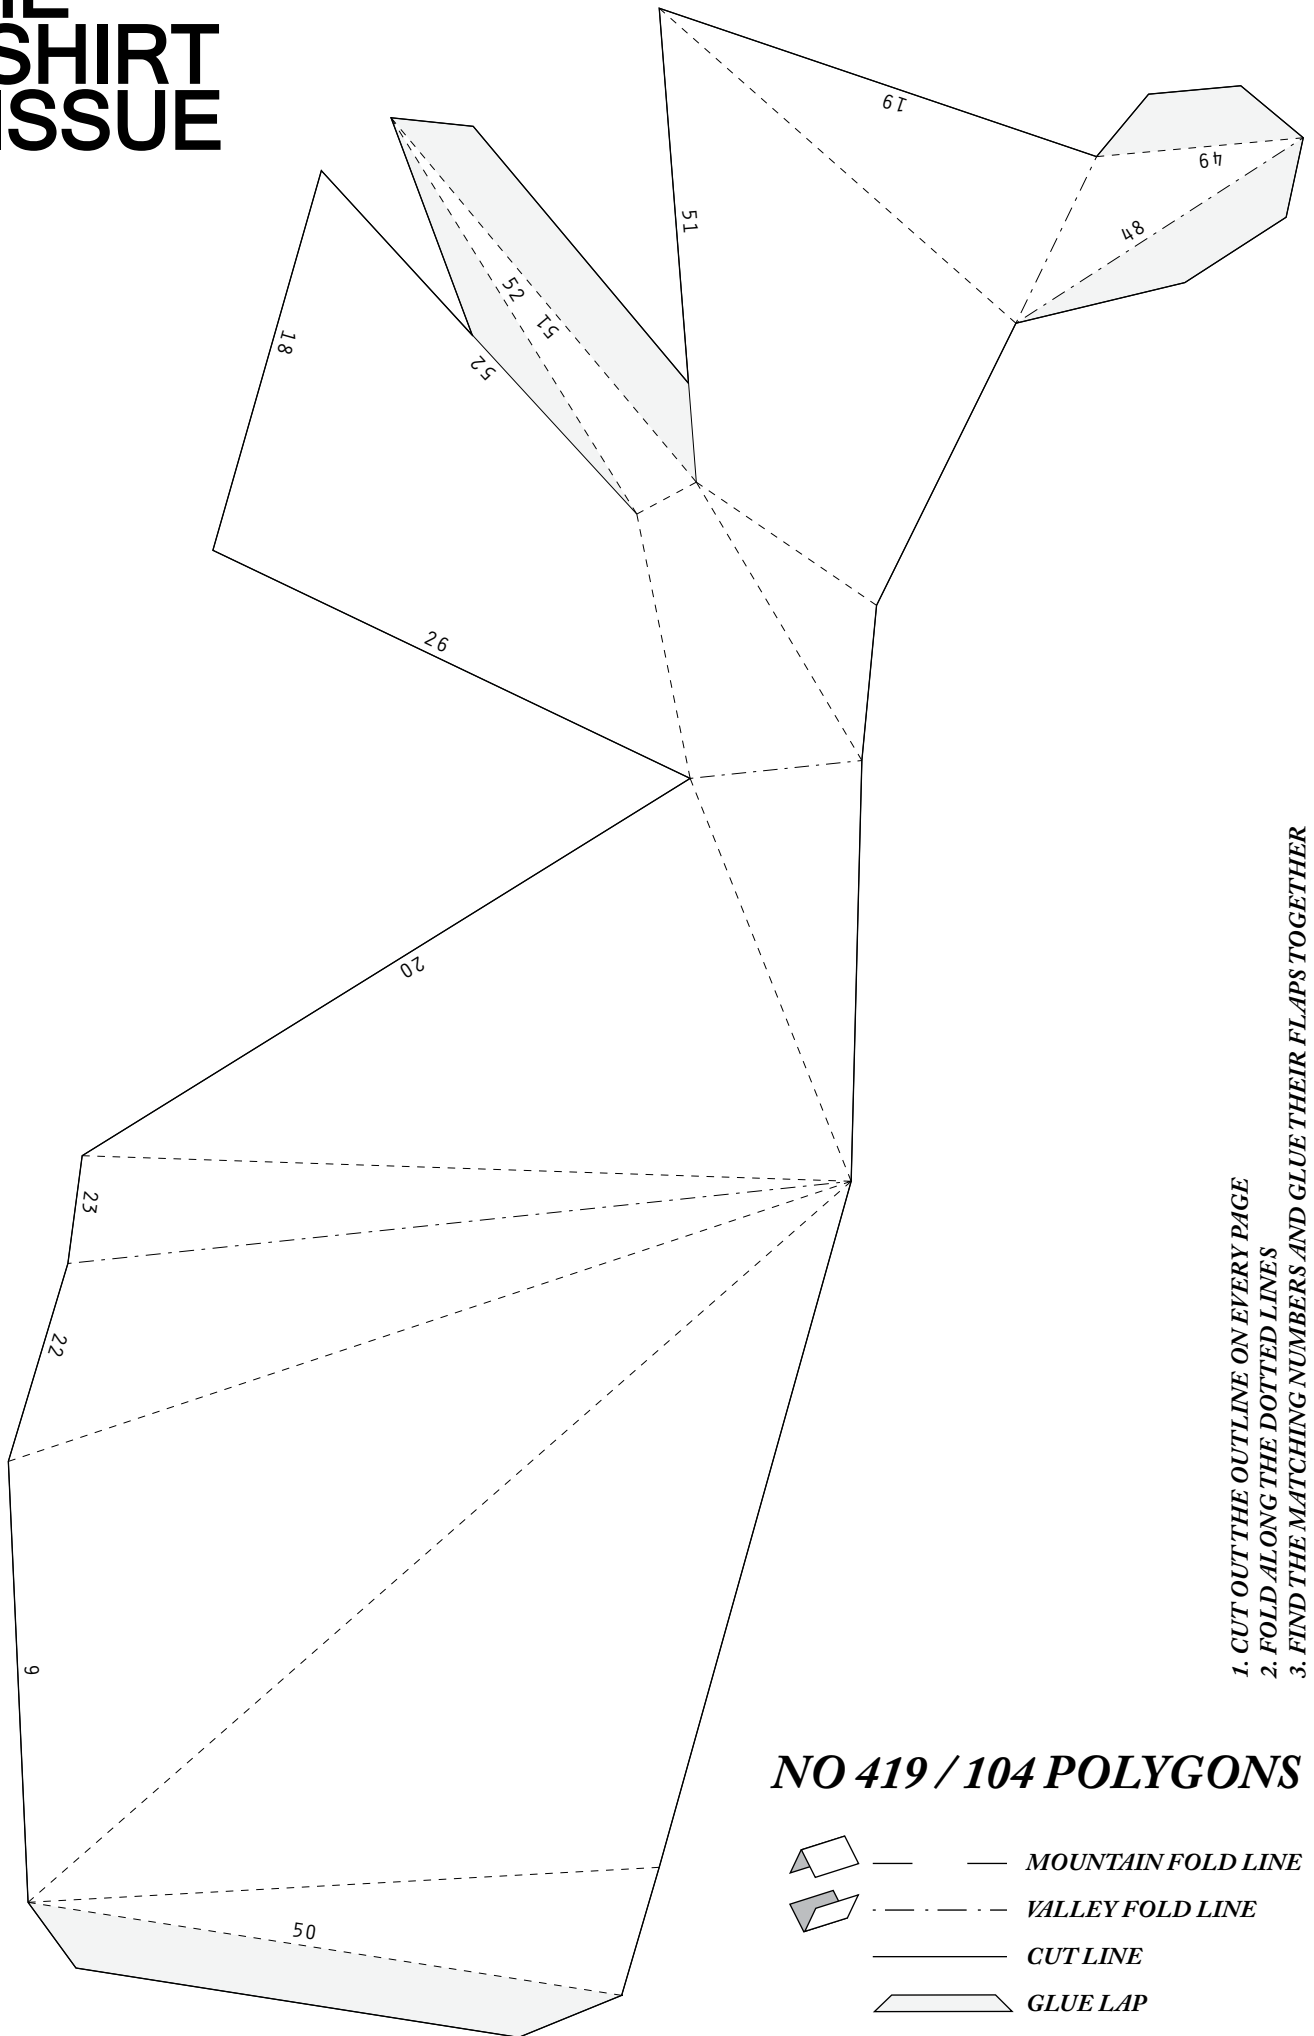 SHIRT
ISSUE
19
49
48
51
52
51
52
18
26
20
23
22
9
50
1. CUT OUT THE OUTLINE ON EVERY PAGE
2. FOLD ALONG THE DOTTED LINES
3. FIND THE MATCHING NUMBERS AND GLUE THEIR FLAPS TOGETHER
NO 419 / 104 POLYGONS
MOUNTAIN FOLD LINE
VALLEY FOLD LINE
CUT LINE
GLUE LAP